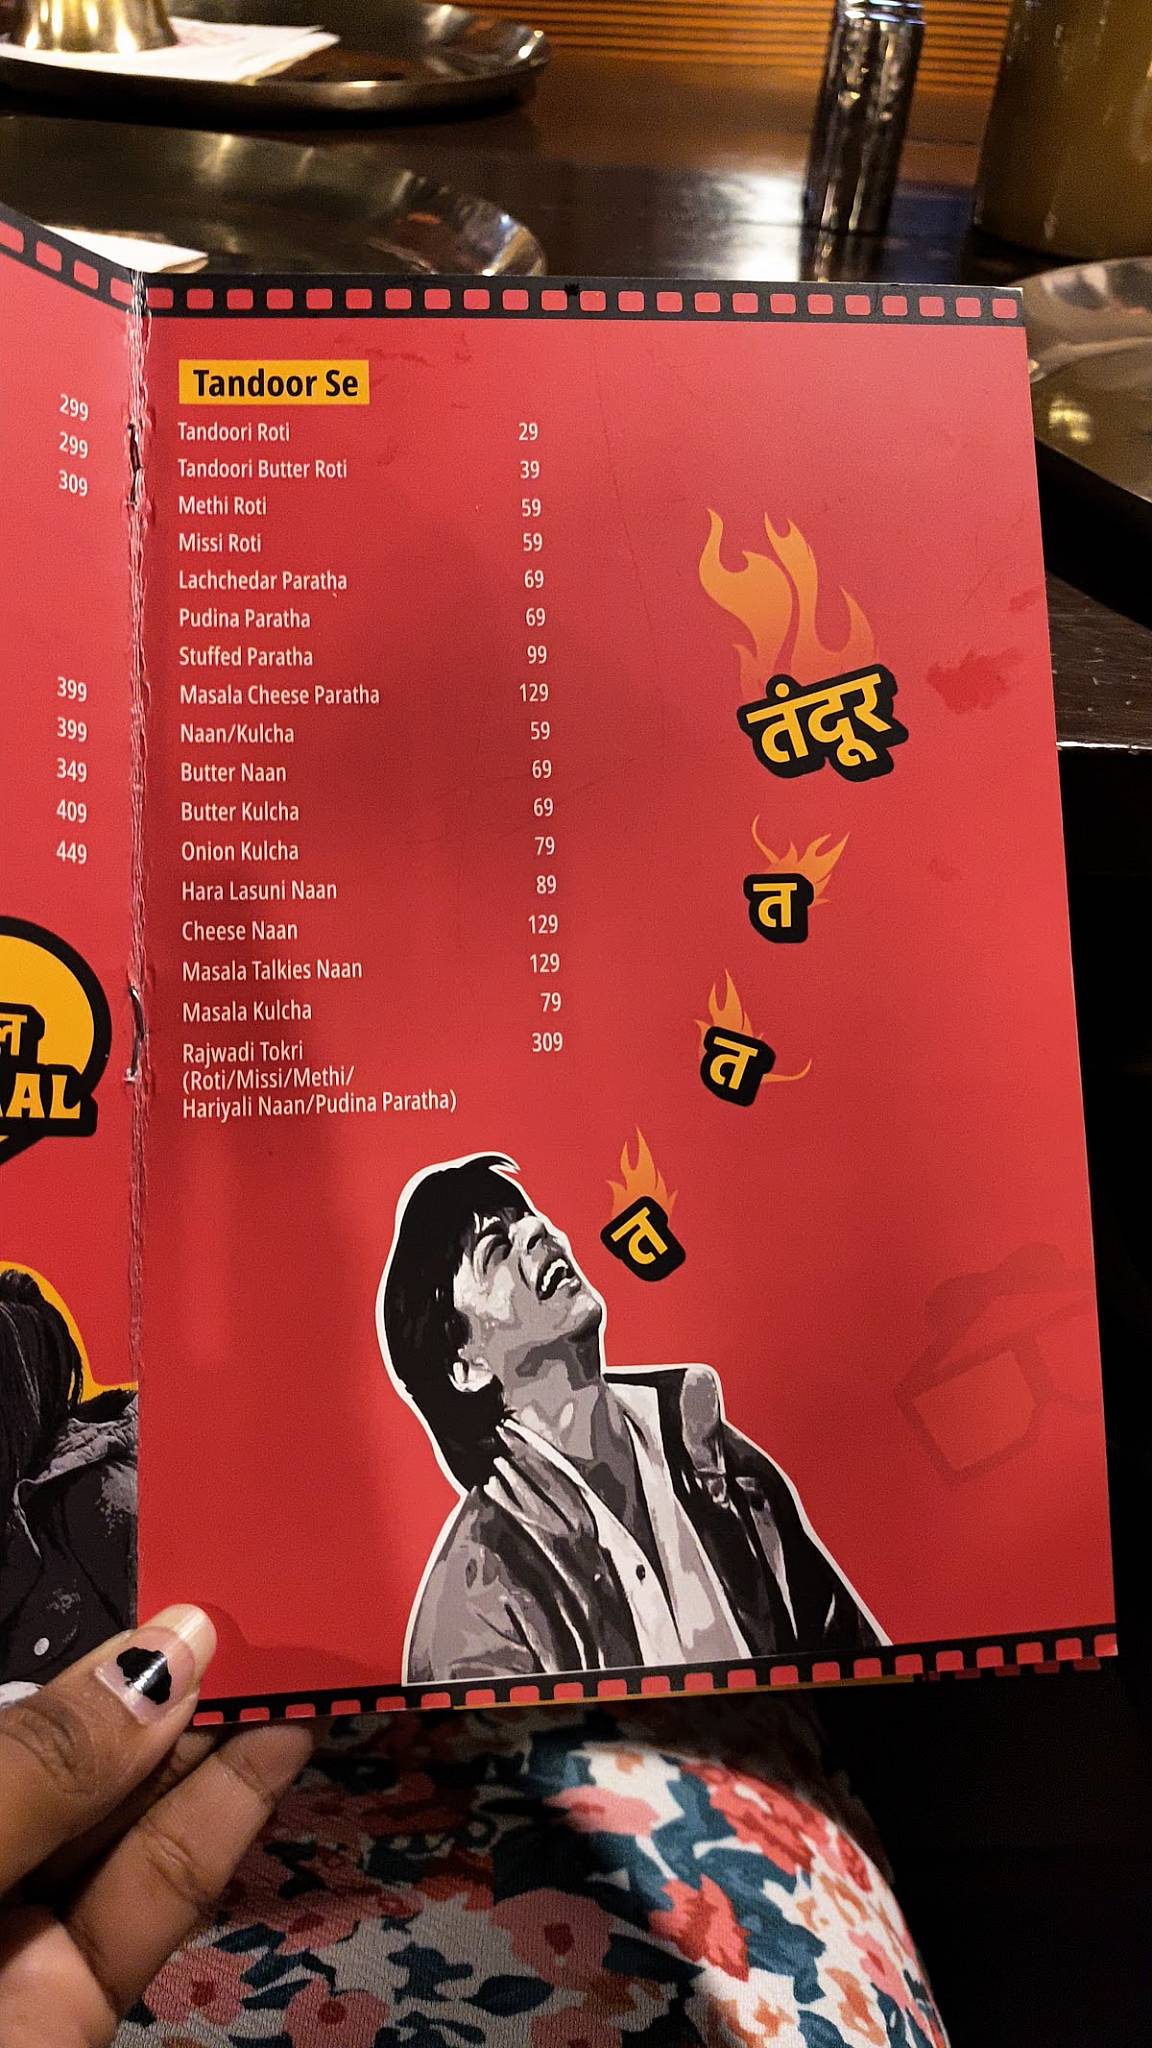 299
299
309
399
399
349
409
449
Tandoor Se
Tandoori Roti 29
Tandoori Butter Roti 39
Methi Roti 59
Missi Roti 59
Lachchedar Paratha 69
Pudina Paratha 69
Stuffed Paratha 99
Masala Cheese Paratha 129
Naan/Kulcha 59
Butter Naan 69
Butter Kulcha 69
Onion Kulcha 79
Hara Lasuni Naan 89
Cheese Naan 129
Masala Talkies Naan 129
Masala Kulcha 79
Rajwadi Tokri 309
(Roti/Missi/Methi/
Hariyali Naan/Pudina Paratha)
तंदूर
त
त
त